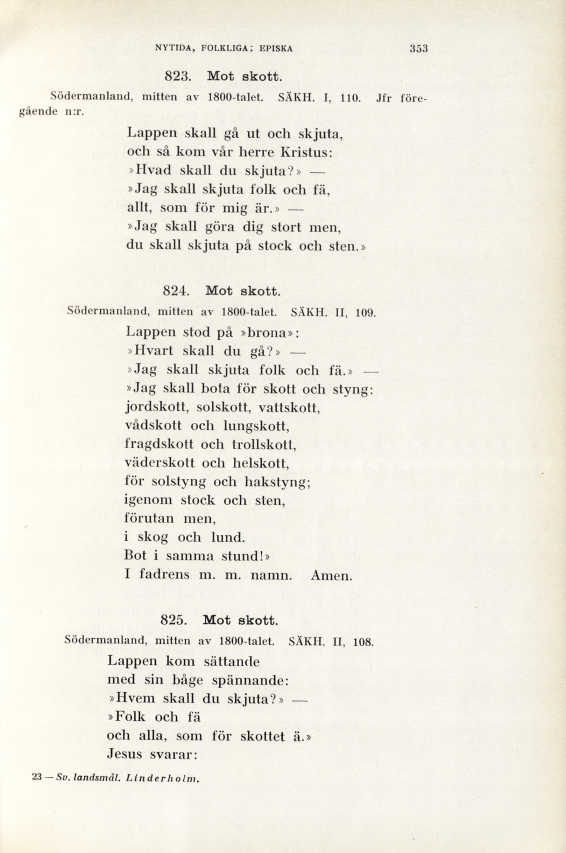 NYTIDA, FOLKLIGA; EPISKA 353
823. Mot skott.
Södermanland, mitten av 1800-talet. SÄKH. I, 110. Jfr före-
gående n:r.
Lappen skall gå ut och skjuta,
och så kom vår herre Kristus:
»Hvad skall du skjuta?» —
»Jag skall skjuta folk och fä,
allt, som för mig är.» —
»Jag skall göra dig stort men,
du skall skjuta på stock och sten.»
824. Mot skott.
Södermanland, mitten av 1800-talet. SÄKH. II, 109.
Lappen stod på »brona»:
»Hvart skall du gå?» —
»Jag skall skjuta folk och fä.» —
»Jag skall bota för skott och styng:
jordskott, solskott, vattskott,
vådskott och lungskott,
fragdskott och trollskott,
väderskott och helskott,
för solstyng och hakstyng;
igenom stock och sten,
förutan men,
i skog och lund.
Bot i samma stund!»
I fadrens m. m. namn. Amen.
825. Mot skott.
Södermanland, mitten av 1800-talet. SÄKH. II, 108.
Lappen kom sättande
med sin båge spännande:
»Hvem skall du skjuta?» —
»Folk och fä
och alla, som för skottet ä.»
Jesus svarar:
23 — Sv. landsmål. Linderholm.